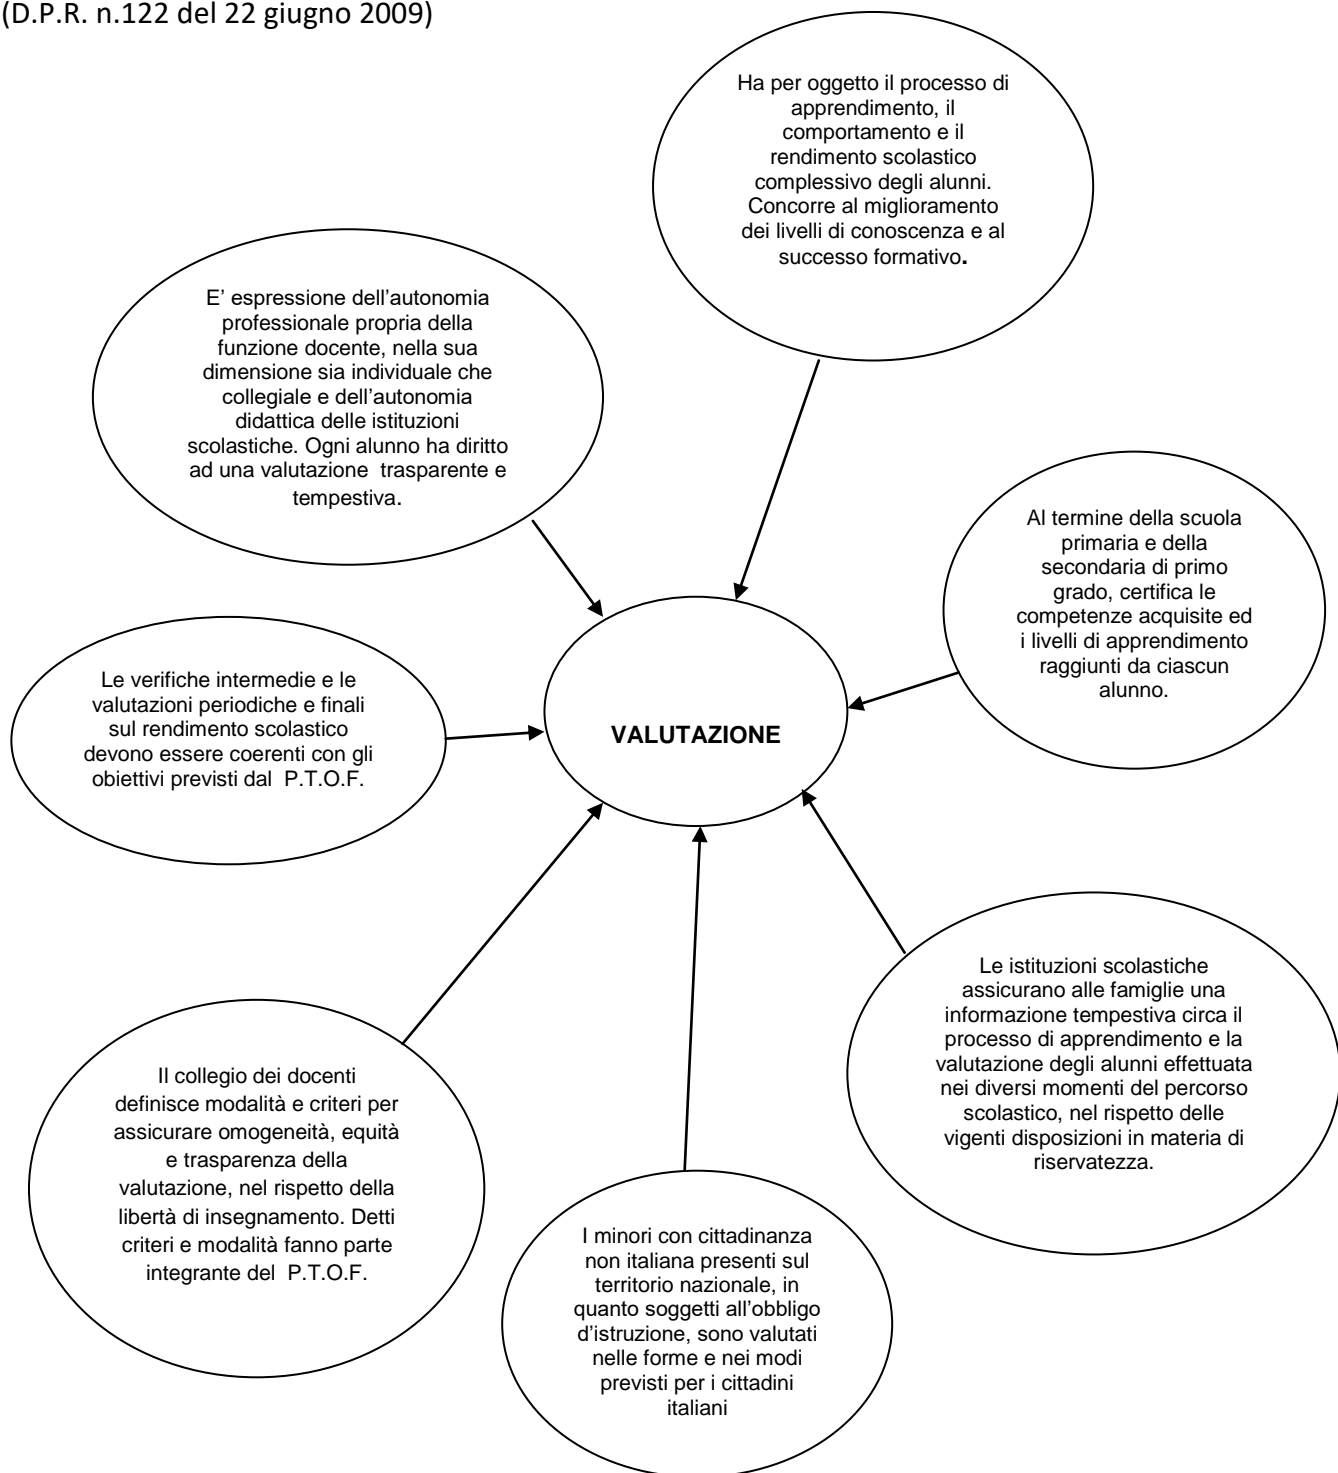 (D.P.R. n.122 del 22 giugno 2009)
Ha per oggetto il processo di
apprendimento, il
comportamento e il
rendimento scolastico
complessivo degli alunni.
Concorre al miglioramento
dei livelli di conoscenza e al
successo formativo.
E' espressione dell'autonomia
professionale propria della
funzione docente, nella sua
dimensione sia individuale che
collegiale e dell'autonomia
didattica delle istituzioni
scolastiche. Ogni alunno ha diritto
ad una valutazione  trasparente e
tempestiva.
Al termine della scuola
primaria e della
secondaria di primo
grado, certifica le
competenze acquisite ed
i livelli di apprendimento
raggiunti da ciascun
alunno.
Le verifiche intermedie e le
valutazioni periodiche e finali
sul rendimento scolastico
devono essere coerenti con gli
obiettivi previsti dal  P.T.O.F.
VALUTAZIONE
Le istituzioni scolastiche
assicurano alle famiglie una
informazione tempestiva circa il
processo di apprendimento e la
valutazione degli alunni effettuata
nei diversi momenti del percorso
scolastico, nel rispetto delle
vigenti disposizioni in materia di
riservatezza.
Il collegio dei docenti
definisce modalità e criteri per
assicurare omogeneità, equità
e trasparenza della
valutazione, nel rispetto della
libertà di insegnamento. Detti
criteri e modalità fanno parte
integrante del  P.T.O.F.
I minori con cittadinanza
non italiana presenti sul
territorio nazionale, in
quanto soggetti all'obbligo
d'istruzione, sono valutati
nelle forme e nei modi
previsti per i cittadini
italiani